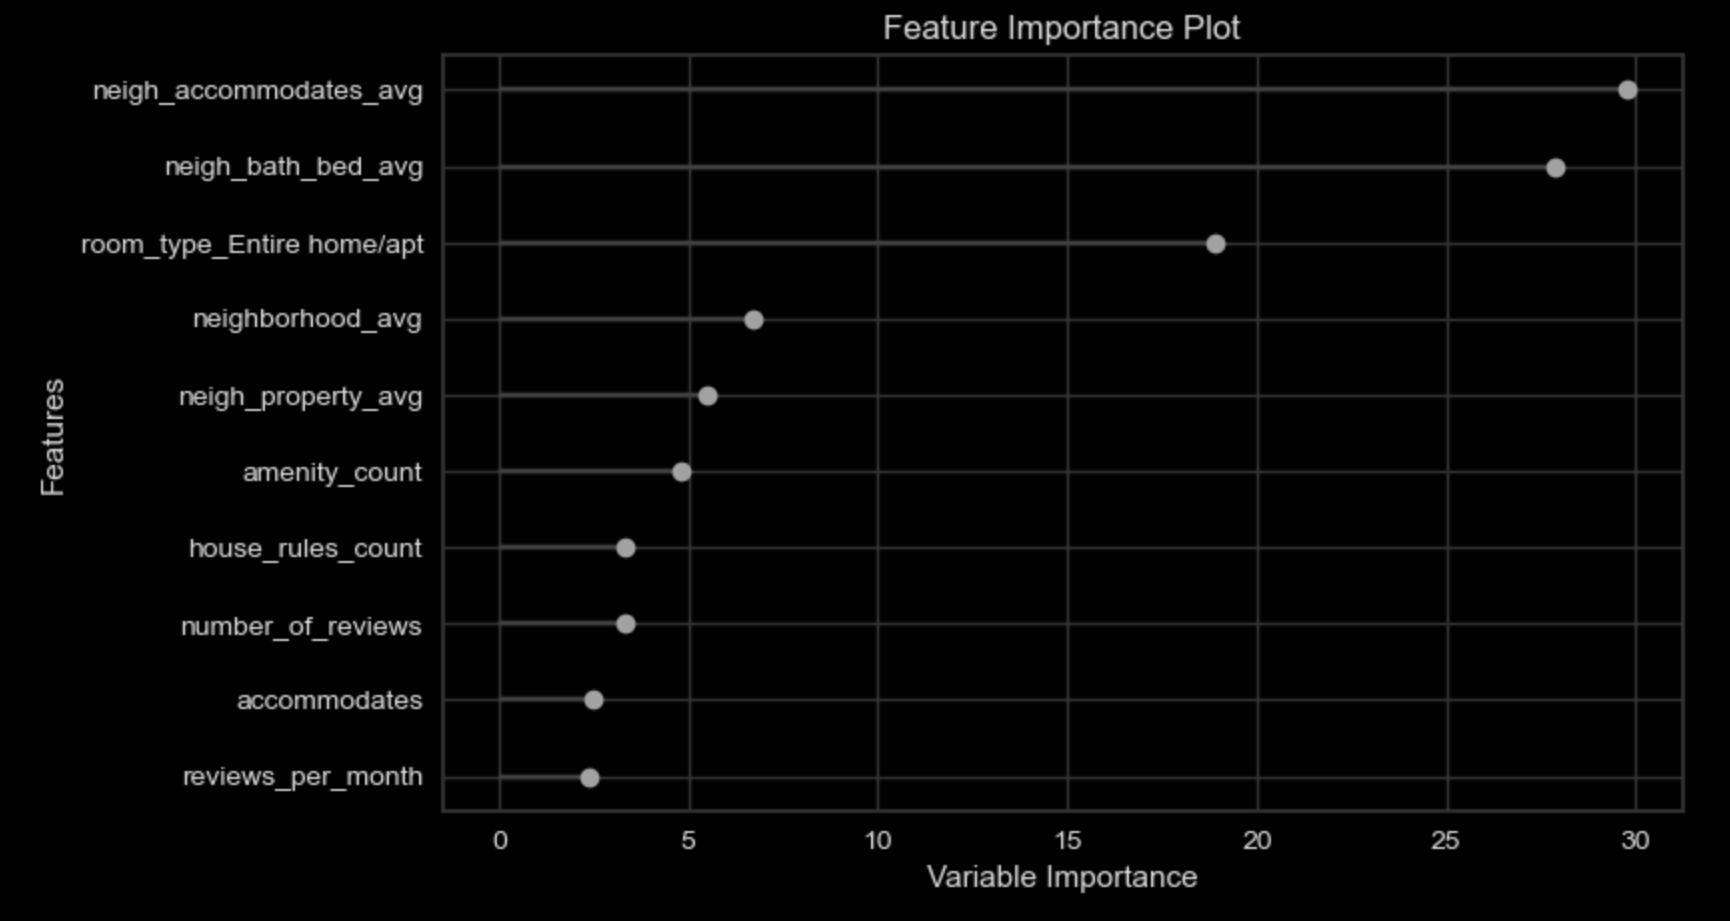 Feature Importance Plot
neigh_accommodates_avg
neigh_bath_bed_avg
room_type_Entire home/apt
neighborhood_avg
neigh_property_avg
amenity_count
house_rules_count
number_of_reviews
accommodates
reviews_per_month
Features
0 5 10 15 20 25 30
Variable Importance